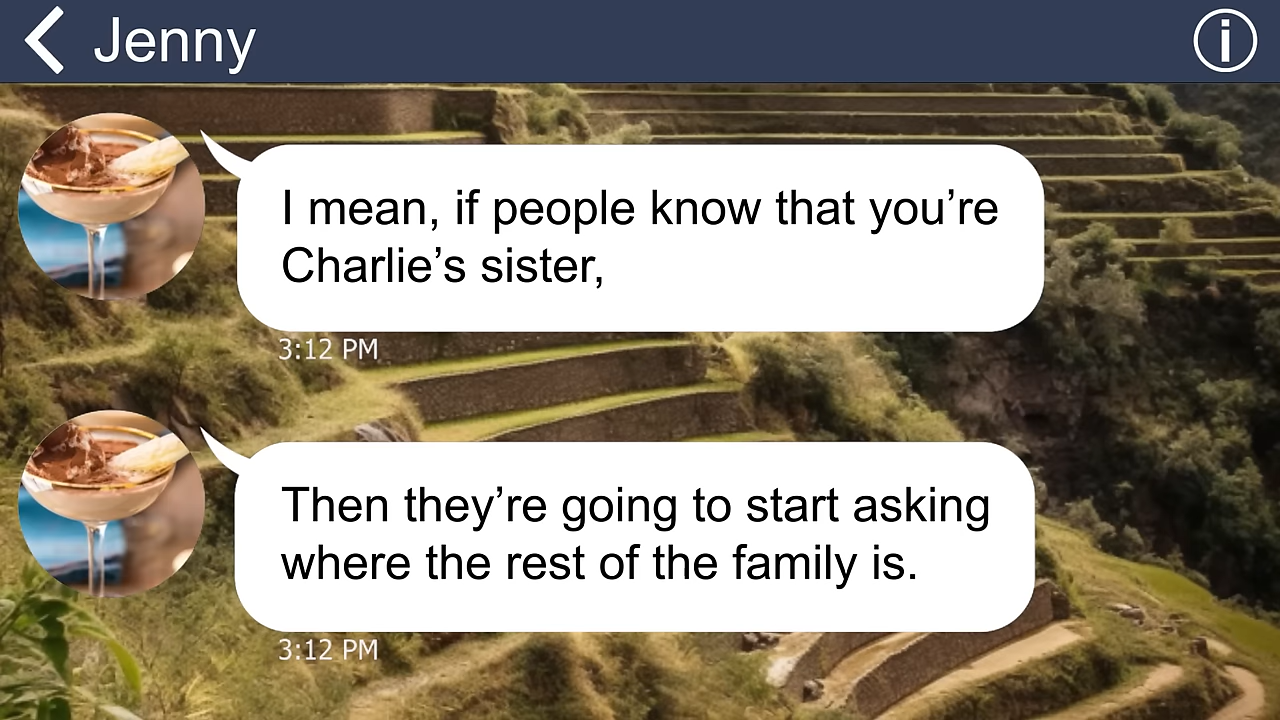 Jenny
I mean, if people know that you’re
Charlie’s sister,
3:12 PM
Then they’re going to start asking
where the rest of the family is.
3:12 PM